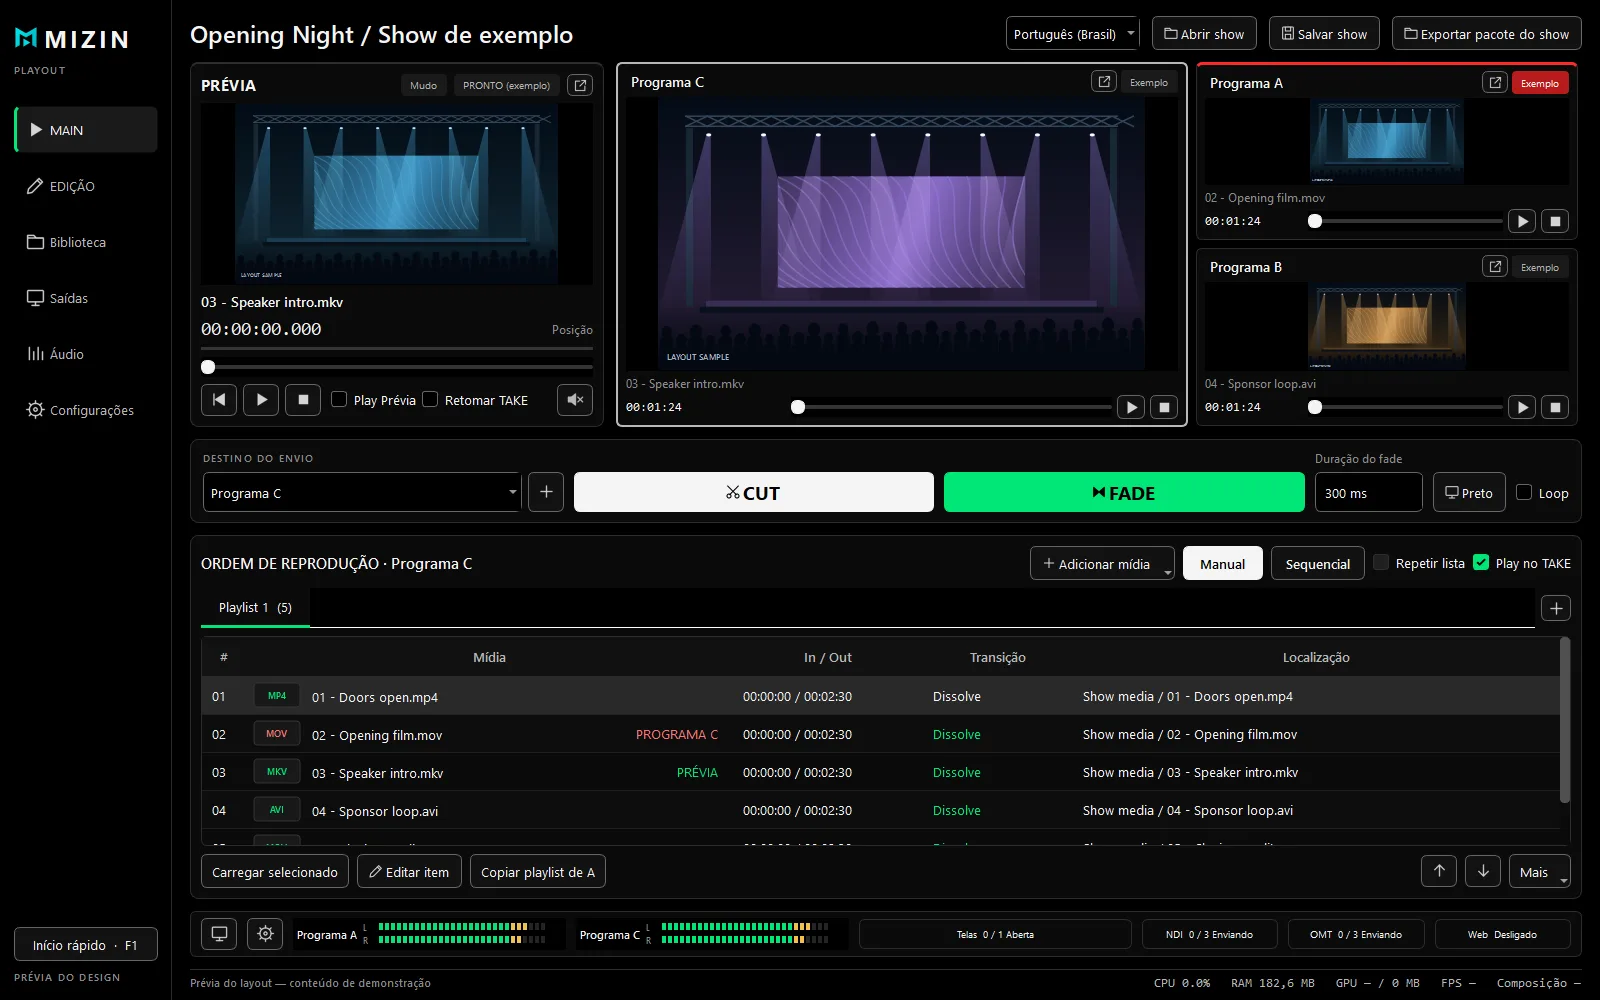 MIZIN
PLAYOUT
MAIN
EDIÇÃO
Biblioteca
Saídas
Áudio
Configurações
Início rápido · F1
PRÉVIA DO DESIGN
Opening Night / Show de exemplo
Português (Brasil)
Abrir show
Salvar show
Exportar pacote do show
PRÉVIA
Mudo
PRONTO (exemplo)
LAYOUT SAMPLE
03 - Speaker intro.mkv
00:00:00.000
Posição
Play Prévia
Retomar TAKE
Programa C
Exemplo
LAYOUT SAMPLE
03 - Speaker intro.mkv
00:01:24
Programa A
Exemplo
02 - Opening film.mov
00:01:24
Programa B
Exemplo
04 - Sponsor loop.avi
00:01:24
DESTINO DO ENVIO
Programa C
CUT
FADE
Duração do fade
300 ms
Preto
Loop
ORDEM DE REPRODUÇÃO · Programa C
Adicionar mídia
Manual
Sequencial
Repetir lista
Play no TAKE
Playlist 1 (5)
# Mídia In / Out Transição Localização
01 MP4 01 - Doors open.mp4 00:00:00 / 00:02:30 Dissolve Show media / 01 - Doors open.mp4
02 MOV 02 - Opening film.mov PROGRAMA C 00:00:00 / 00:02:30 Dissolve Show media / 02 - Opening film.mov
03 MKV 03 - Speaker intro.mkv PRÉVIA 00:00:00 / 00:02:30 Dissolve Show media / 03 - Speaker intro.mkv
04 AVI 04 - Sponsor loop.avi 00:00:00 / 00:02:30 Dissolve Show media / 04 - Sponsor loop.avi
Carregar selecionado
Editar item
Copiar playlist de A
Mais
Programa A L R
Programa C L R
Telas 0 / 1 Aberta
NDI 0 / 3 Enviando
OMT 0 / 3 Enviando
Web Desligado
Prévia do layout — conteúdo de demonstração
CPU 0.0% RAM 182,6 MB GPU — / 0 MB FPS — Composição —